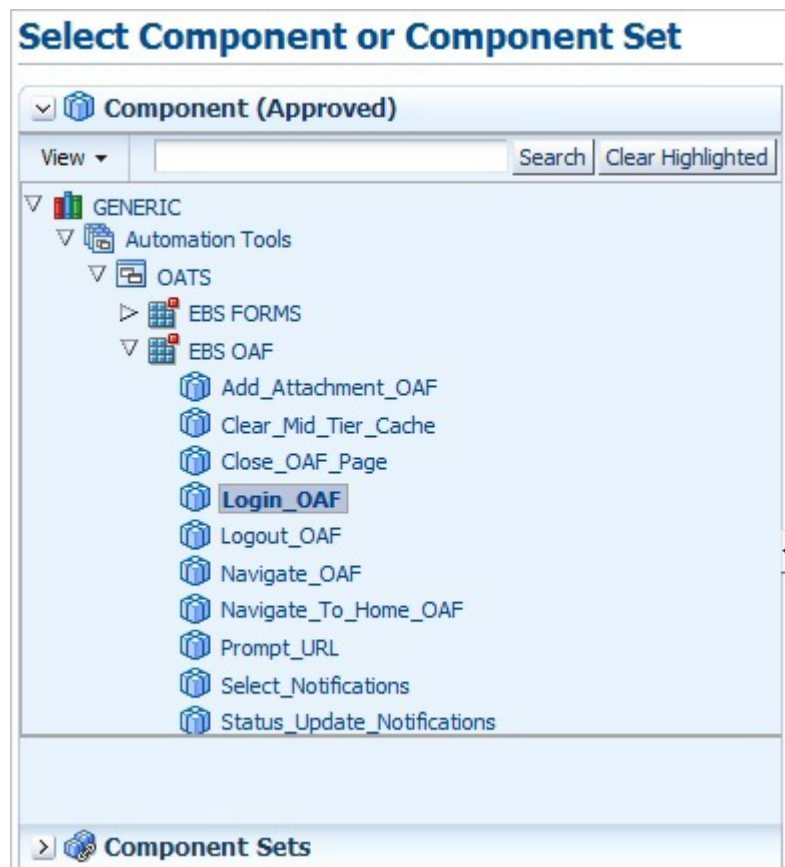 Select Component or Component Set
Component (Approved)
View Search Clear Highlighted
GENERIC
Automation Tools
OATS
EBS FORMS
EBS OAF
Add_Attachment_OAF
Clear_Mid_Tier_Cache
Close_OAF_Page
Login_OAF
Logout_OAF
Navigate_OAF
Navigate_To_Home_OAF
Prompt_URL
Select_Notifications
Status_Update_Notifications
Component Sets